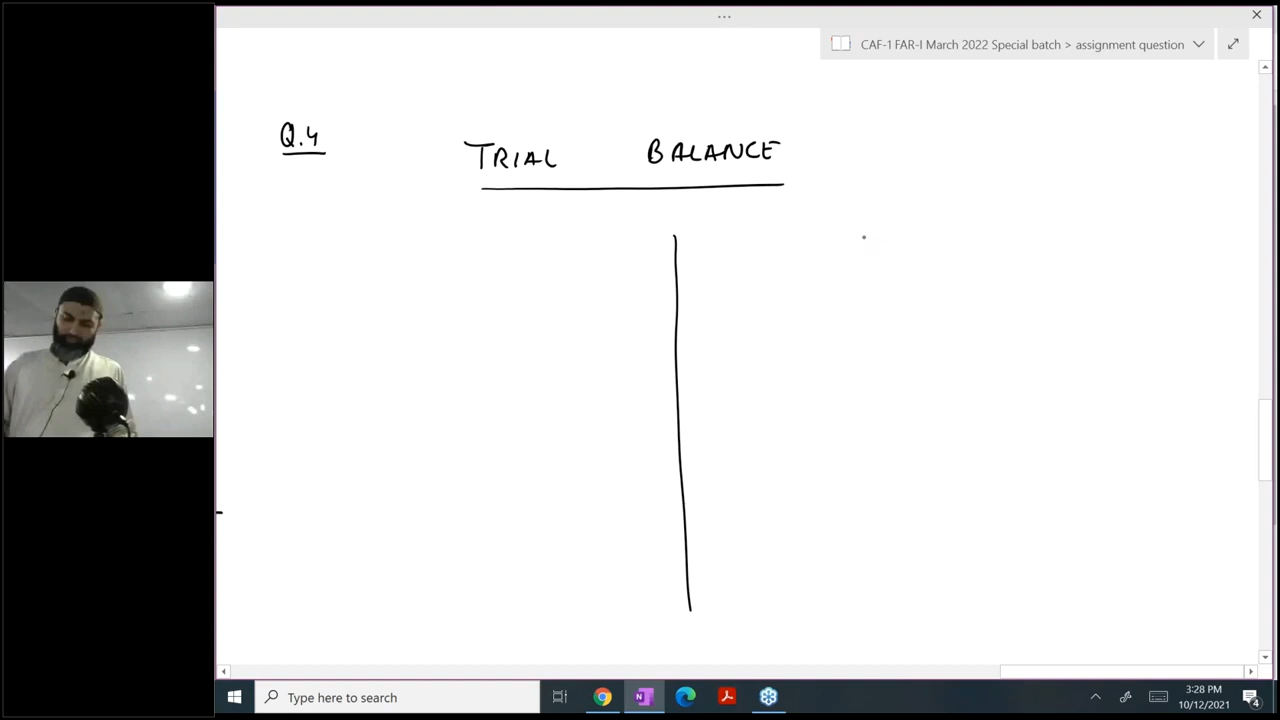 CAF-1 FAR-I March 2022 Special batch > assignment question
Q.4
TRIAL BALANCE
Type here to search
3:28 PM
10/12/2021
4